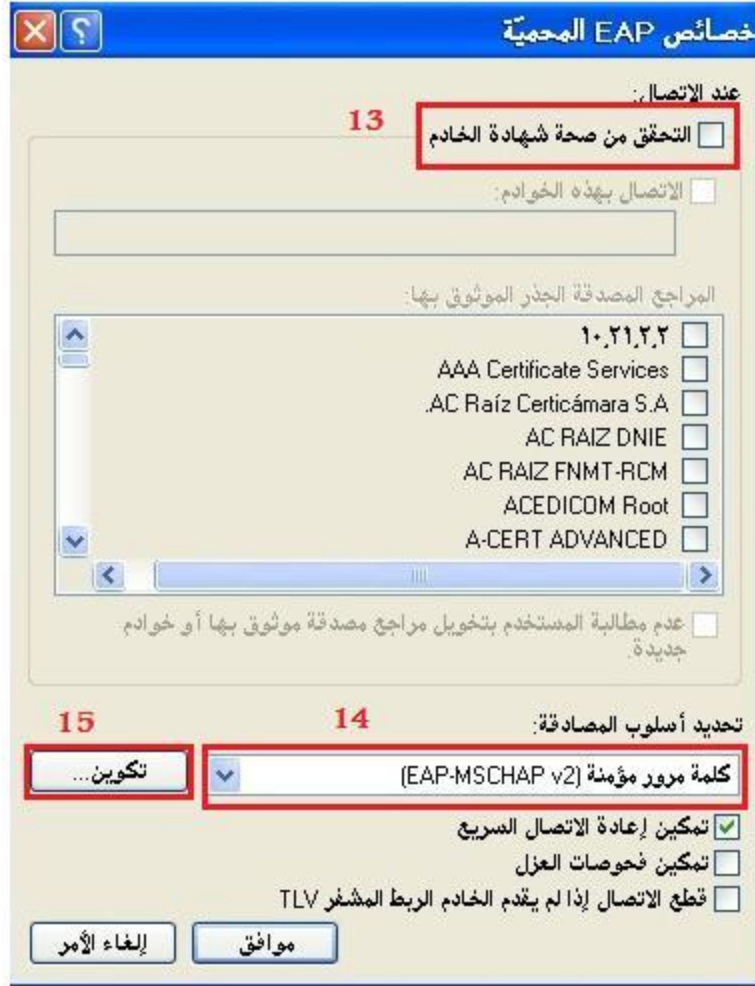 خصائص EAP المحميّة
عند الاتصال:
13
التحقق من صحة شهادة الخادم
الاتصال بهذه الخوادم:
المراجع المصدقة الجذر الموثوق بها:
١٠,٢١,٢,٢
AAA Certificate Services
AC Raíz Certicámara S.A.
AC RAIZ DNIE
AC RAIZ FNMT-RCM
ACEDICOM Root
A-CERT ADVANCED
عدم مطالبة المستخدم بتخويل مراجع مصدقة موثوق بها أو خوادم
جديدة.
تحديد أسلوب المصادقة:
14
15
كلمة مرور مؤمنة (EAP-MSCHAP v2)
تكوين...
تمكين إعادة الاتصال السريع
تمكين فحوصات العزل
قطع الاتصال إذا لم يقدم الخادم الربط المشفر TLV
موافق
إلغاء الأمر